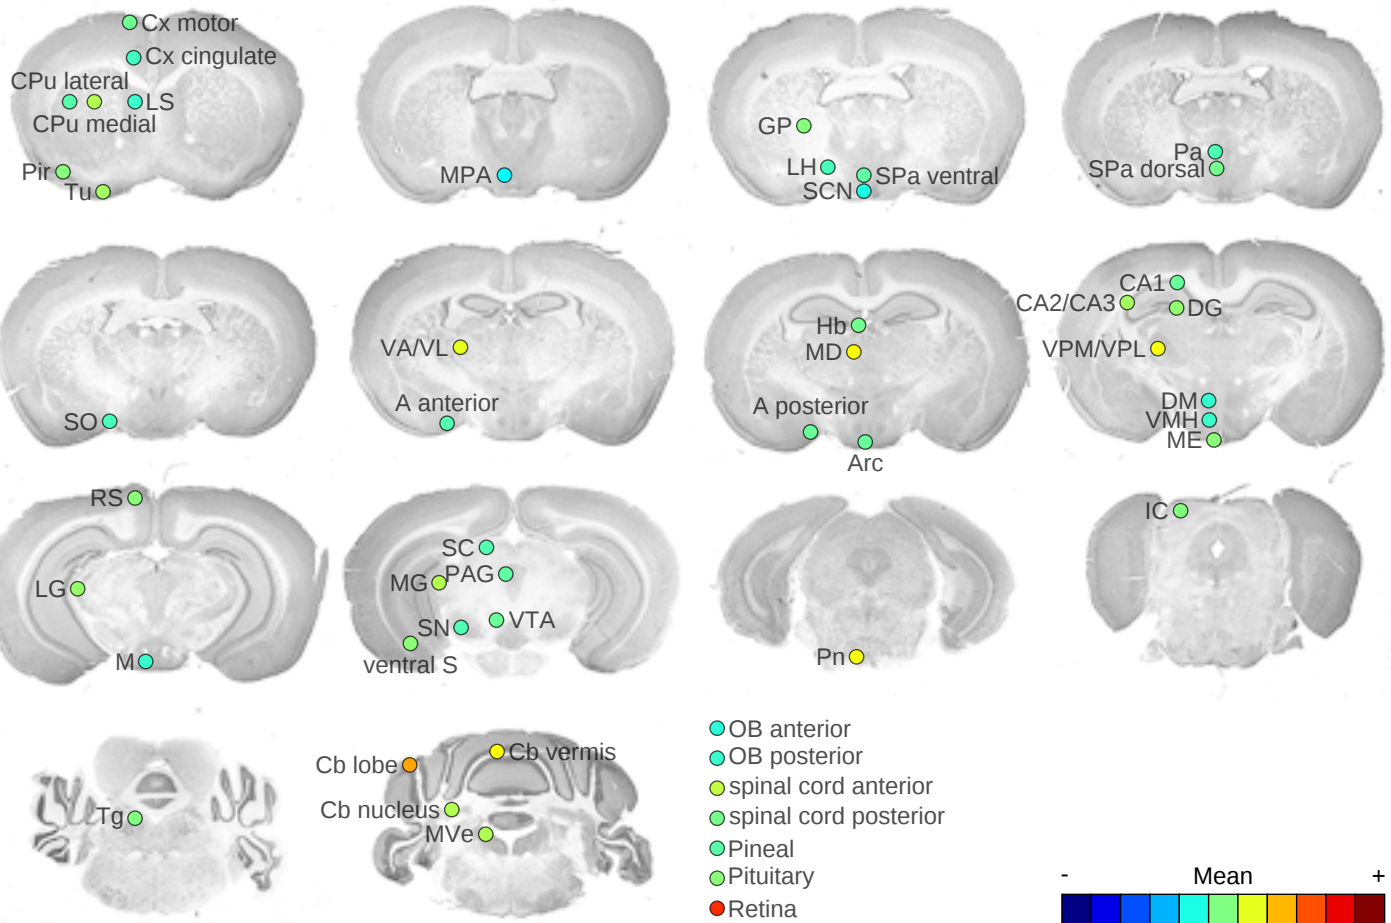 Cx motor
Cx cingulate
CPu lateral
LS
CPu medial
Pir
Tu
MPA
GP
LH
SPa ventral
SCN
Pa
SPa dorsal
SO
VA/VL
A anterior
Hb
MD
A posterior
Arc
CA1
CA2/CA3
DG
VPM/VPL
DM
VMH
ME
RS
LG
M
SC
MG
PAG
SN
VTA
ventral S
Pn
IC
Tg
Cb lobe
Cb vermis
Cb nucleus
MVe
OB anterior
OB posterior
spinal cord anterior
spinal cord posterior
Pineal
Pituitary
Retina
- Mean +